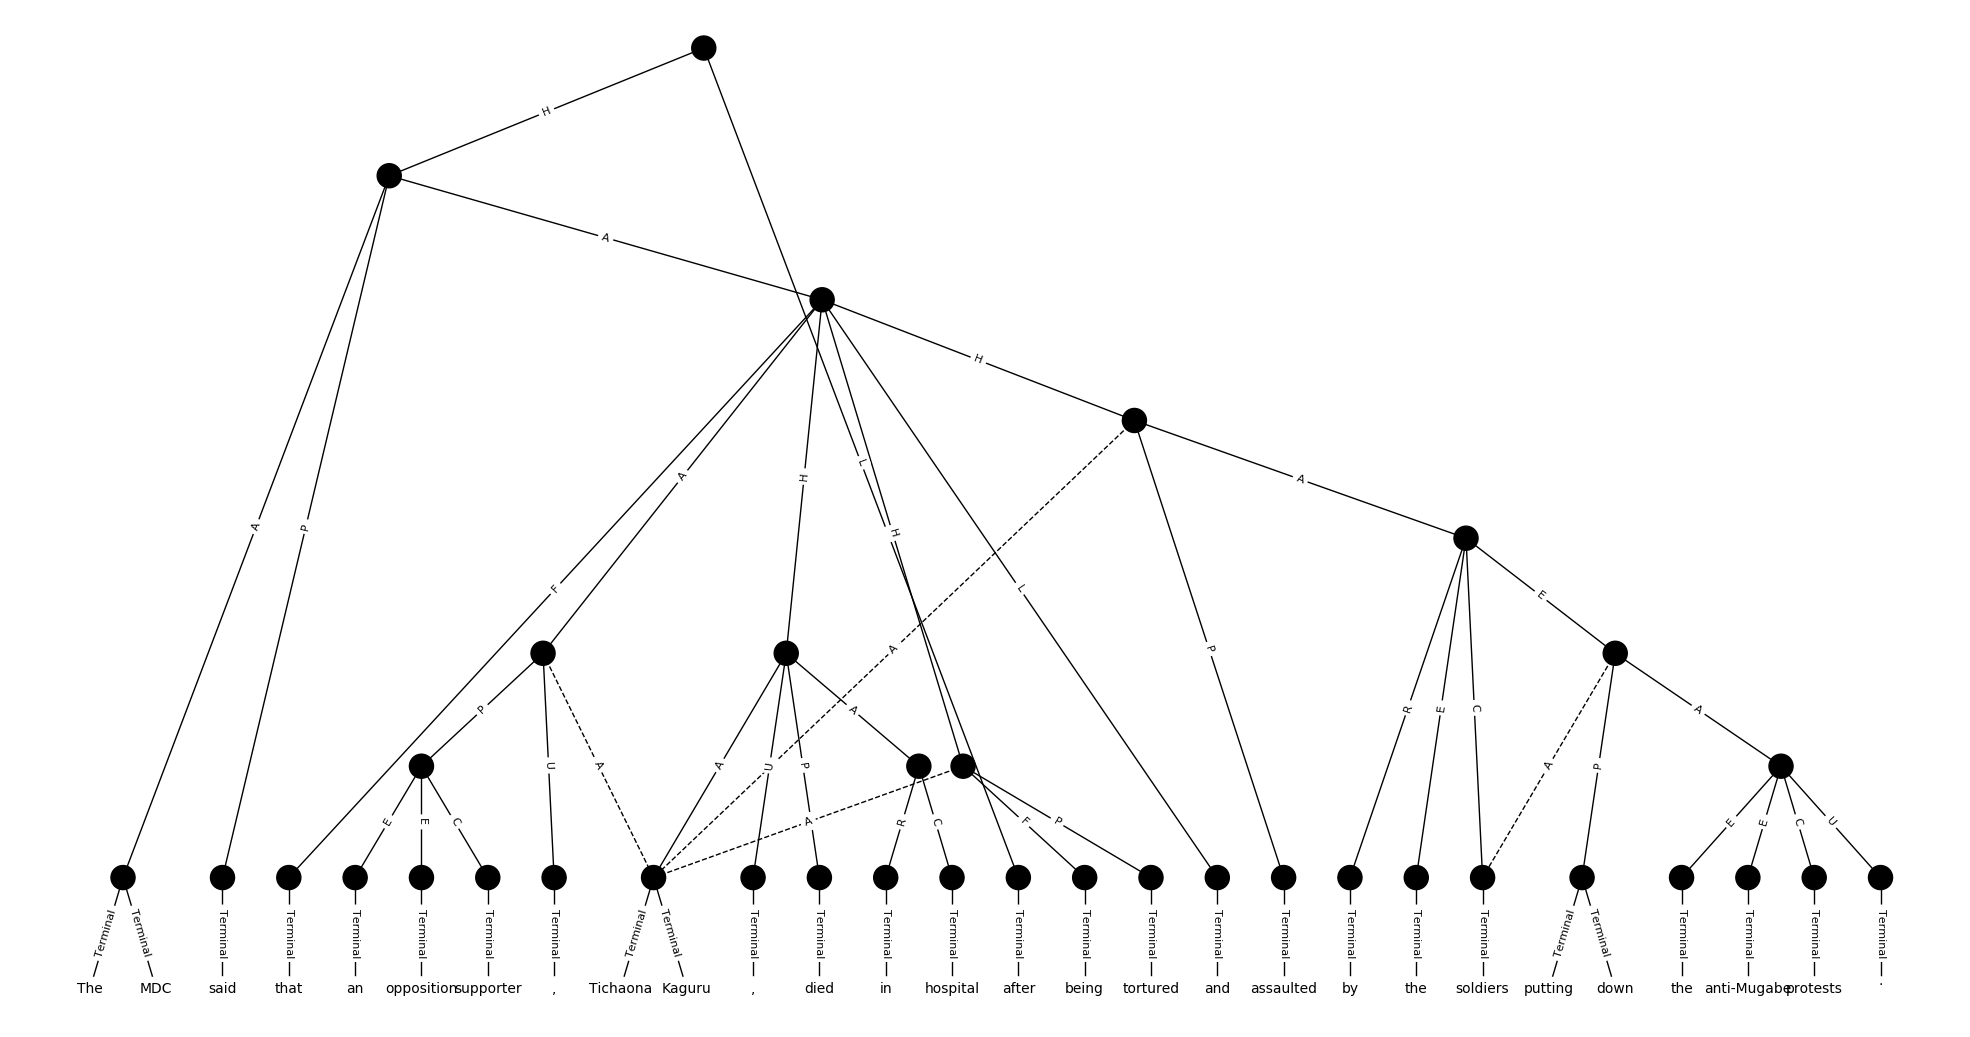 H
A
H
L
A
H
A
P
A
H
F
L
E
A
P
P
A
R
E
C
A
P
U
A
A
U
P
A
A
P
E
E
C
A
R
C
F
P
E
E
C
U
Terminal Terminal Terminal Terminal Terminal Terminal Terminal Terminal Terminal Terminal Terminal Terminal Terminal Terminal Terminal Terminal Terminal Terminal Terminal Terminal Terminal Terminal Terminal Terminal Terminal Terminal Terminal Terminal
The MDC said that an opposition supporter , Tichaona Kaguru , died in hospital after being tortured and assaulted by the soldiers putting down the anti-Mugabe protests .